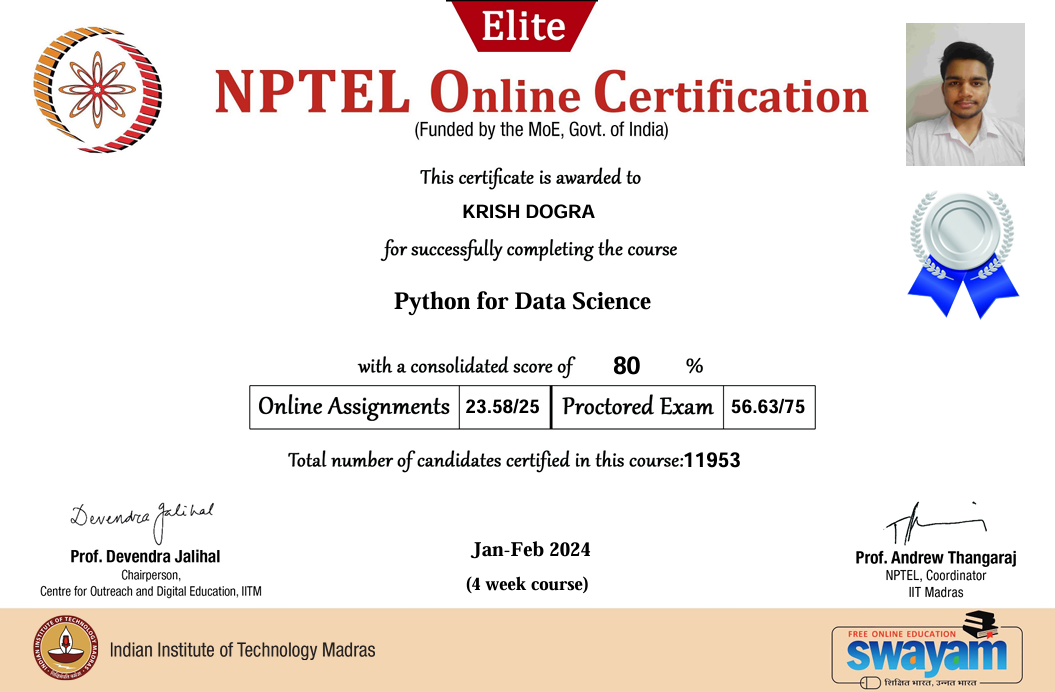 Elite
NPTEL Online Certification
(Funded by the MoE, Govt. of India)
This certificate is awarded to
KRISH DOGRA
for successfully completing the course
Python for Data Science
with a consolidated score of 80 %
Online Assignments 23.58/25 Proctored Exam 56.63/75
Total number of candidates certified in this course:11953
Devendra Jalihal
Prof. Devendra Jalihal
Chairperson,
Centre for Outreach and Digital Education, IITM
Jan-Feb 2024
(4 week course)
Prof. Andrew Thangaraj
NPTEL, Coordinator
IIT Madras
INDIAN INSTITUTE OF TECHNOLOGY MADRAS
Indian Institute of Technology Madras
FREE ONLINE EDUCATION
swayam
शिक्षित भारत, उन्नत भारत